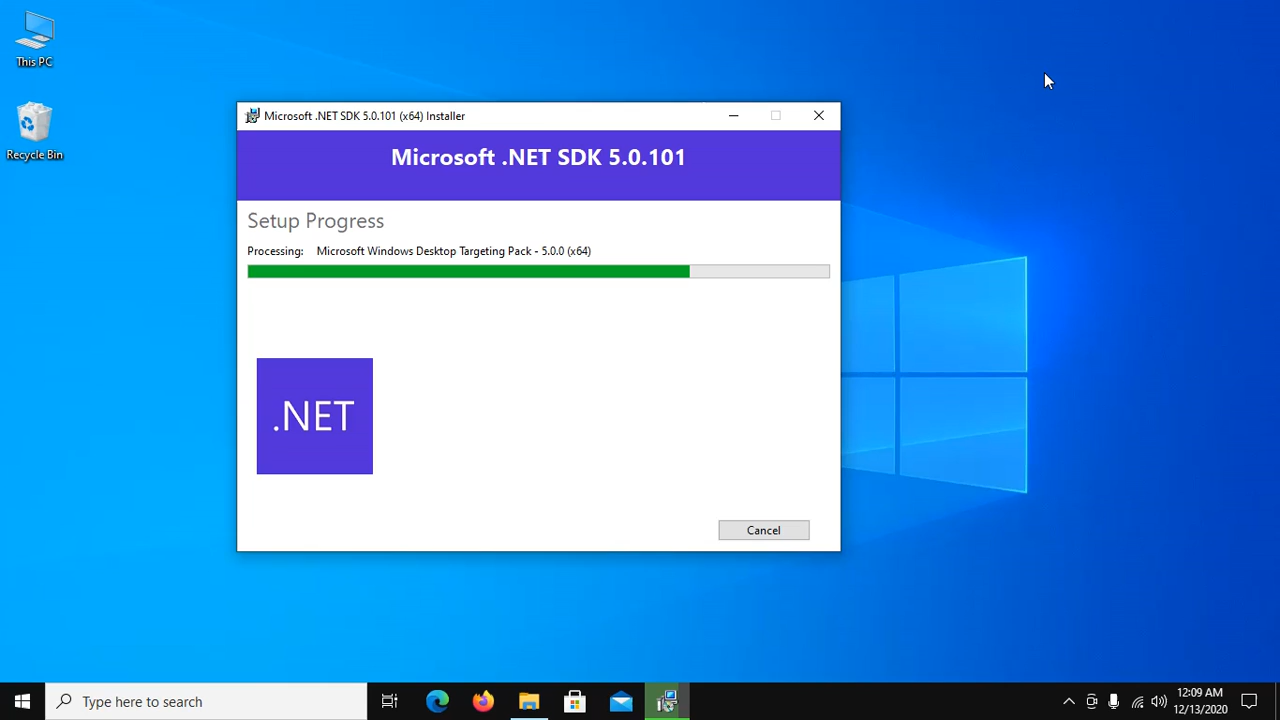 This PC
Recycle Bin
Microsoft .NET SDK 5.0.101 (x64) Installer
Microsoft .NET SDK 5.0.101
Setup Progress
Processing: Microsoft Windows Desktop Targeting Pack - 5.0.0 (x64)
.NET
Cancel
Type here to search
12:09 AM
12/13/2020